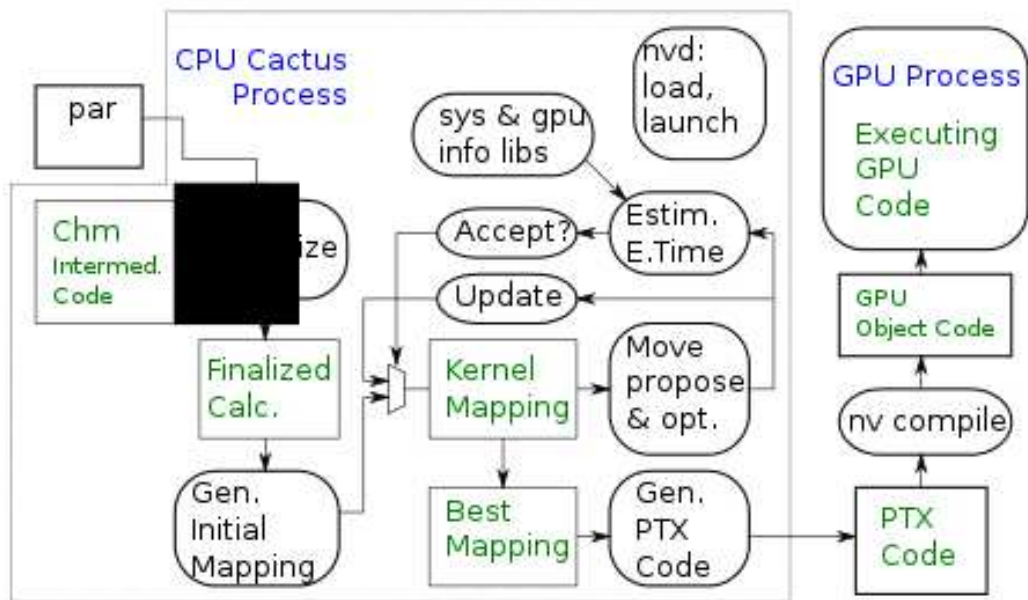 CPU Cactus
Process
par
Chm
Intermed.
Code
Finalized
Calc.
Gen.
Initial
Mapping
sys & gpu
info libs
nvd:
load,
launch
Accept?
Estim.
E.Time
Update
Kernel
Mapping
Move
propose
& opt.
Best
Mapping
Gen.
PTX
Code
GPU Process
Executing
GPU
Code
GPU
Object Code
nv compile
PTX
Code